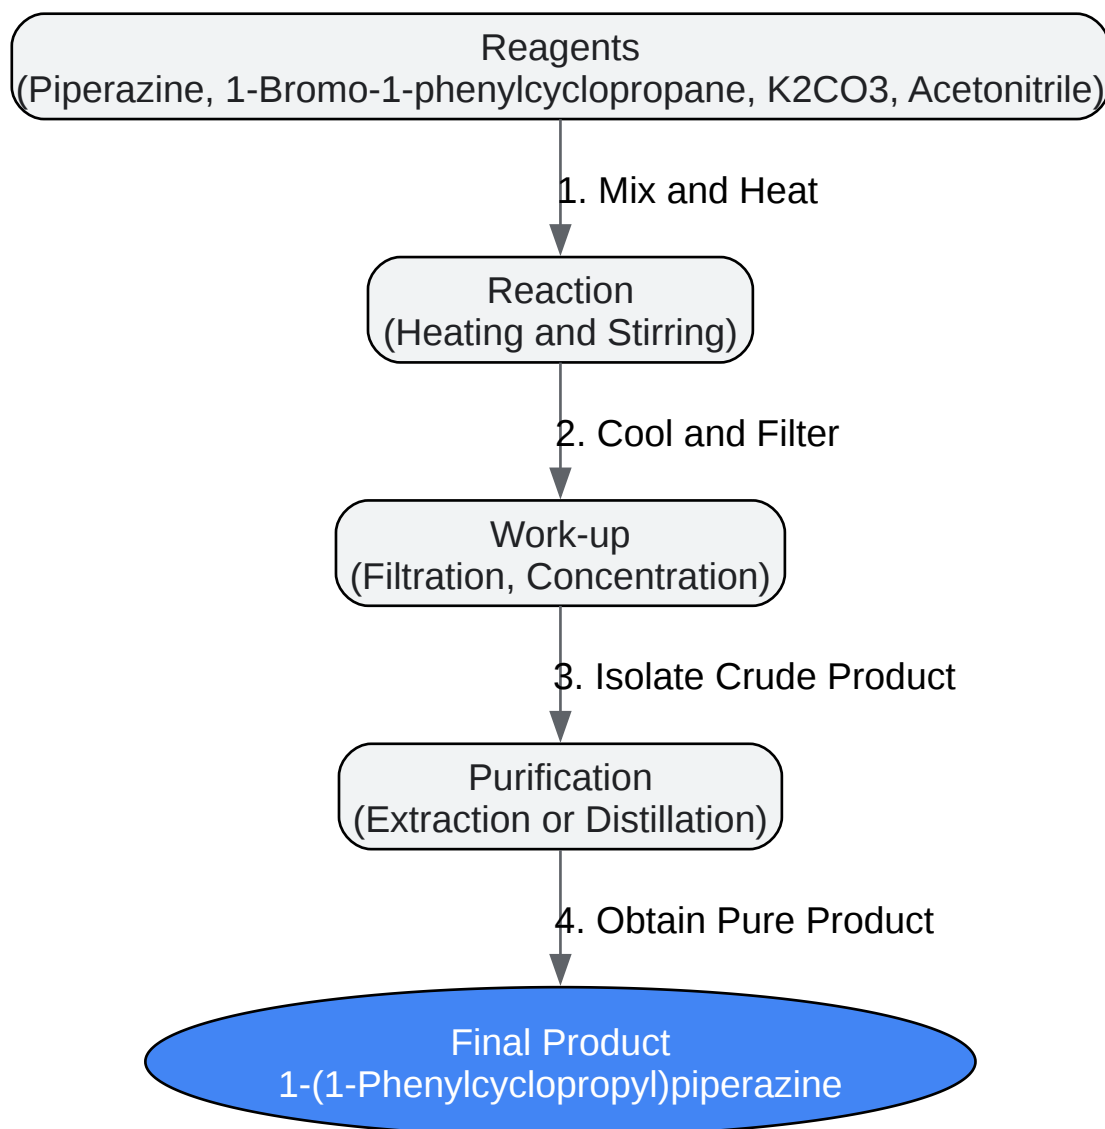 Reagents
(Piperazine, 1-Bromo-1-phenylcyclopropane, K2CO3, Acetonitrile)
1. Mix and Heat
Reaction
(Heating and Stirring)
2. Cool and Filter
Work-up
(Filtration, Concentration)
3. Isolate Crude Product
Purification
(Extraction or Distillation)
4. Obtain Pure Product
Final Product
1-(1-Phenylcyclopropyl)piperazine